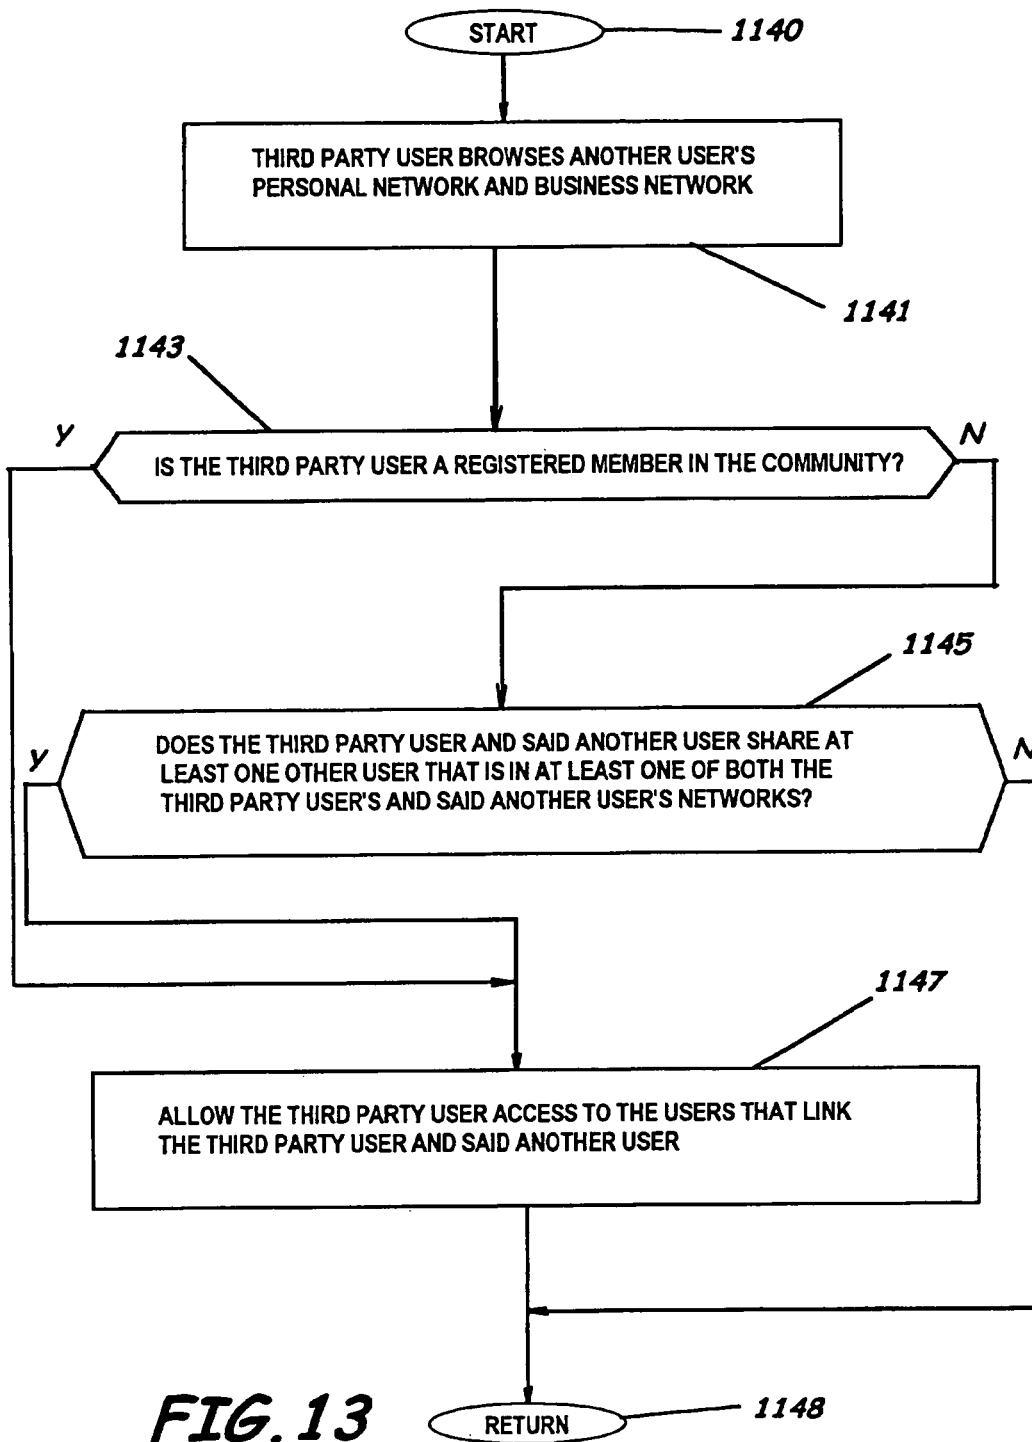 START
1140
THIRD PARTY USER BROWSES ANOTHER USER'S
PERSONAL NETWORK AND BUSINESS NETWORK
1141
1143
Y
N
IS THE THIRD PARTY USER A REGISTERED MEMBER IN THE COMMUNITY?
1145
Y
N
DOES THE THIRD PARTY USER AND SAID ANOTHER USER SHARE AT
LEAST ONE OTHER USER THAT IS IN AT LEAST ONE OF BOTH THE
THIRD PARTY USER'S AND SAID ANOTHER USER'S NETWORKS?
1147
ALLOW THE THIRD PARTY USER ACCESS TO THE USERS THAT LINK
THE THIRD PARTY USER AND SAID ANOTHER USER
FIG. 13
RETURN
1148